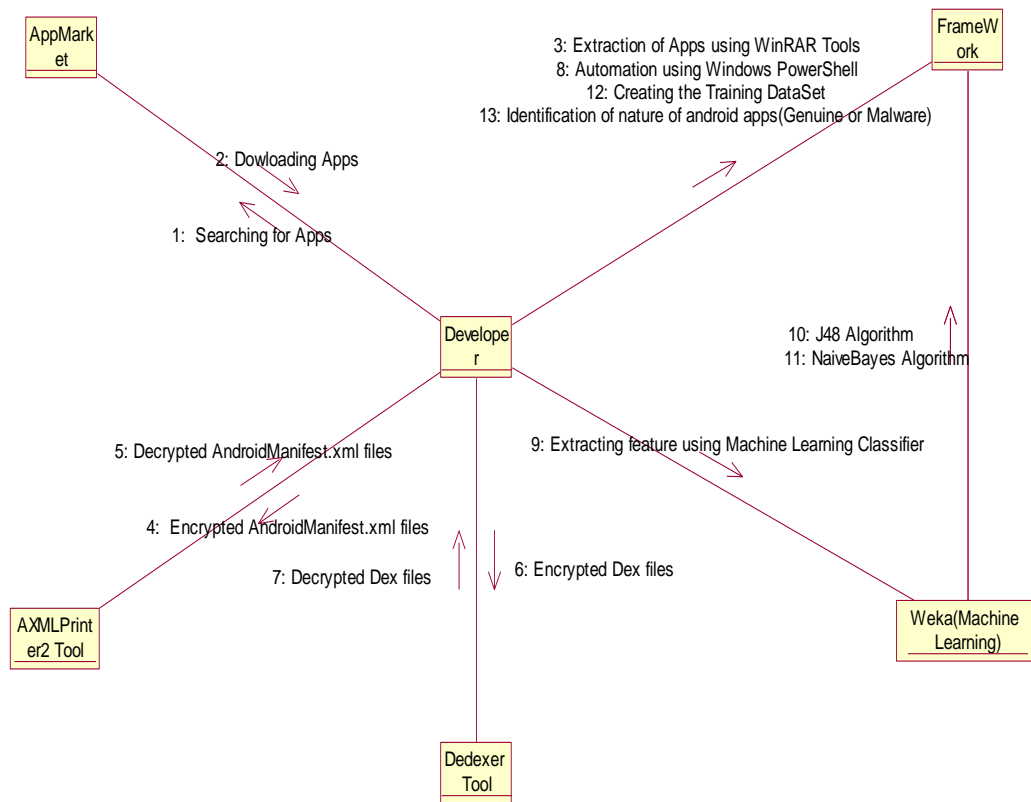 AppMark
et
FrameW
ork
3: Extraction of Apps using WinRAR Tools
8: Automation using Windows PowerShell
12: Creating the Training DataSet
13: Identification of nature of android apps(Genuine or Malware)
2: Dowloading Apps
1: Searching for Apps
Develope
r
10: J48 Algorithm
11: NaiveBayes Algorithm
5: Decrypted AndroidManifest.xml files
9: Extracting feature using Machine Learning Classifier
4: Encrypted AndroidManifest.xml files
7: Decrypted Dex files
6: Encrypted Dex files
AXMLPrint
er2 Tool
Weka(Machine
Learning)
Dedexer
Tool